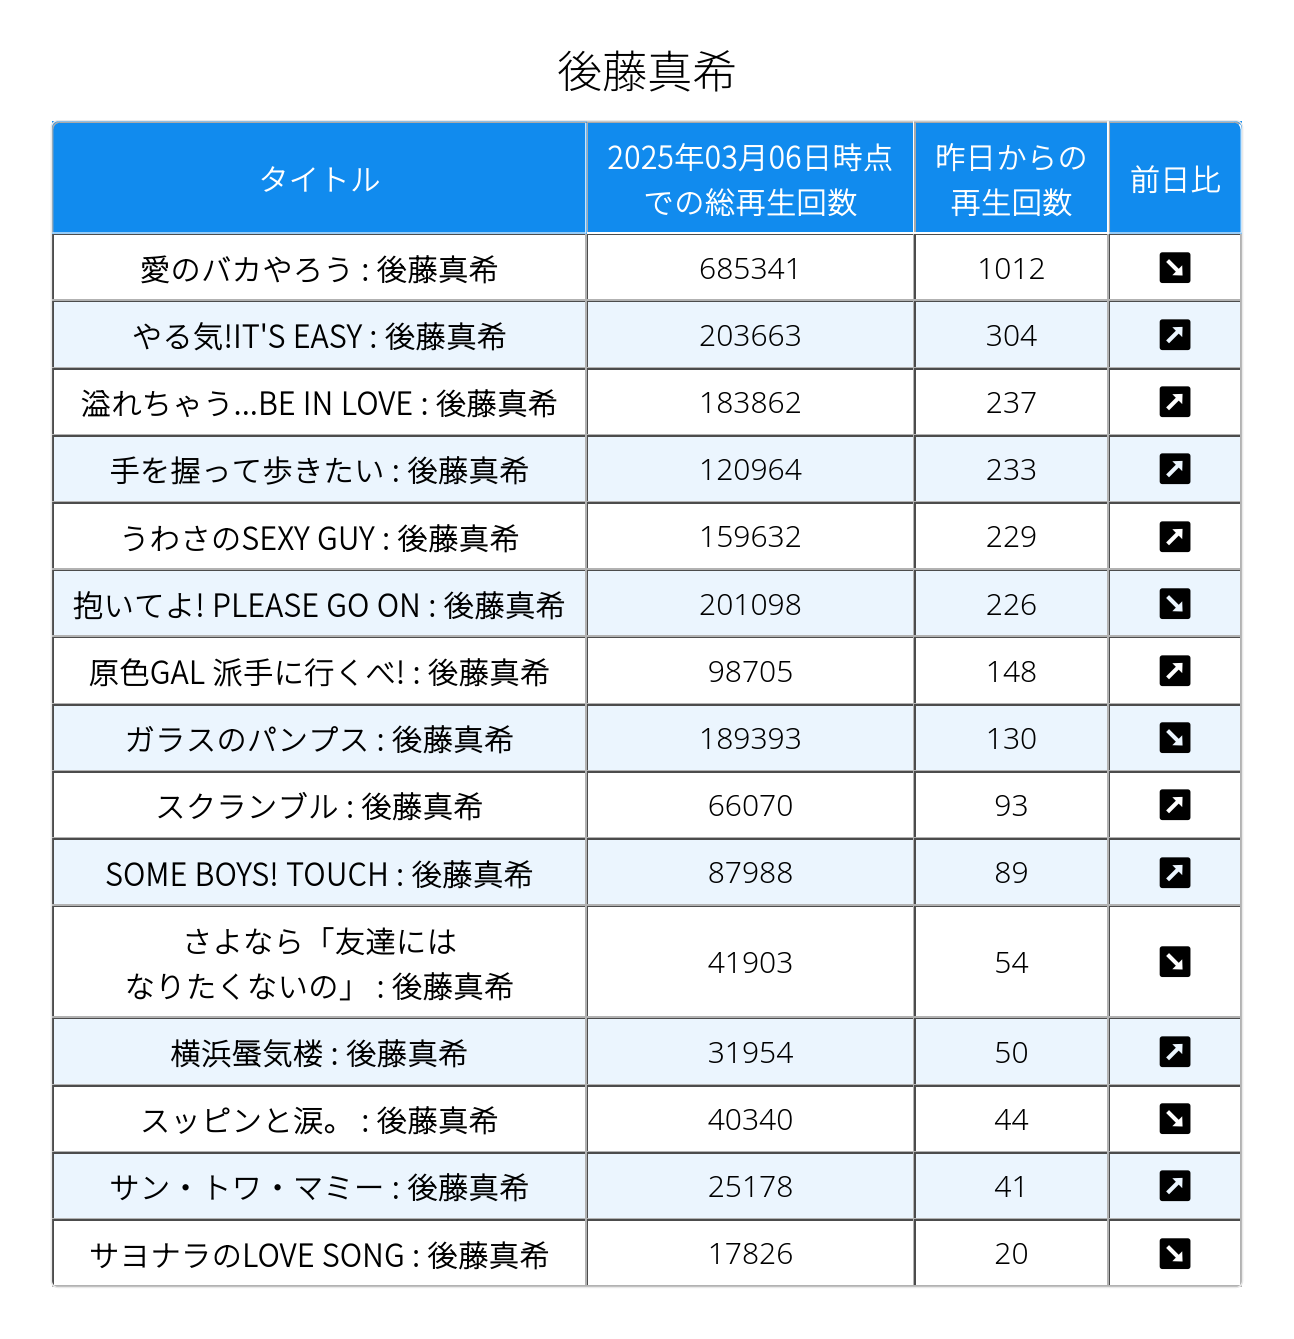 後藤真希
タイトル
2025年03月06日時点
での総再生回数
昨日からの
再生回数
前日比
愛のバカやろう : 後藤真希 685341 1012
やる気!IT'S EASY : 後藤真希 203663 304
溢れちゃう...BE IN LOVE : 後藤真希 183862 237
手を握って歩きたい : 後藤真希 120964 233
うわさのSEXY GUY : 後藤真希 159632 229
抱いてよ! PLEASE GO ON : 後藤真希 201098 226
原色GAL 派手に行くべ! : 後藤真希 98705 148
ガラスのパンプス : 後藤真希 189393 130
スクランブル : 後藤真希 66070 93
SOME BOYS! TOUCH : 後藤真希 87988 89
さよなら「友達には
なりたくないの」 : 後藤真希 41903 54
横浜蜃気楼 : 後藤真希 31954 50
スッピンと涙。 : 後藤真希 40340 44
サン・トワ・マミー : 後藤真希 25178 41
サヨナラのLOVE SONG : 後藤真希 17826 20